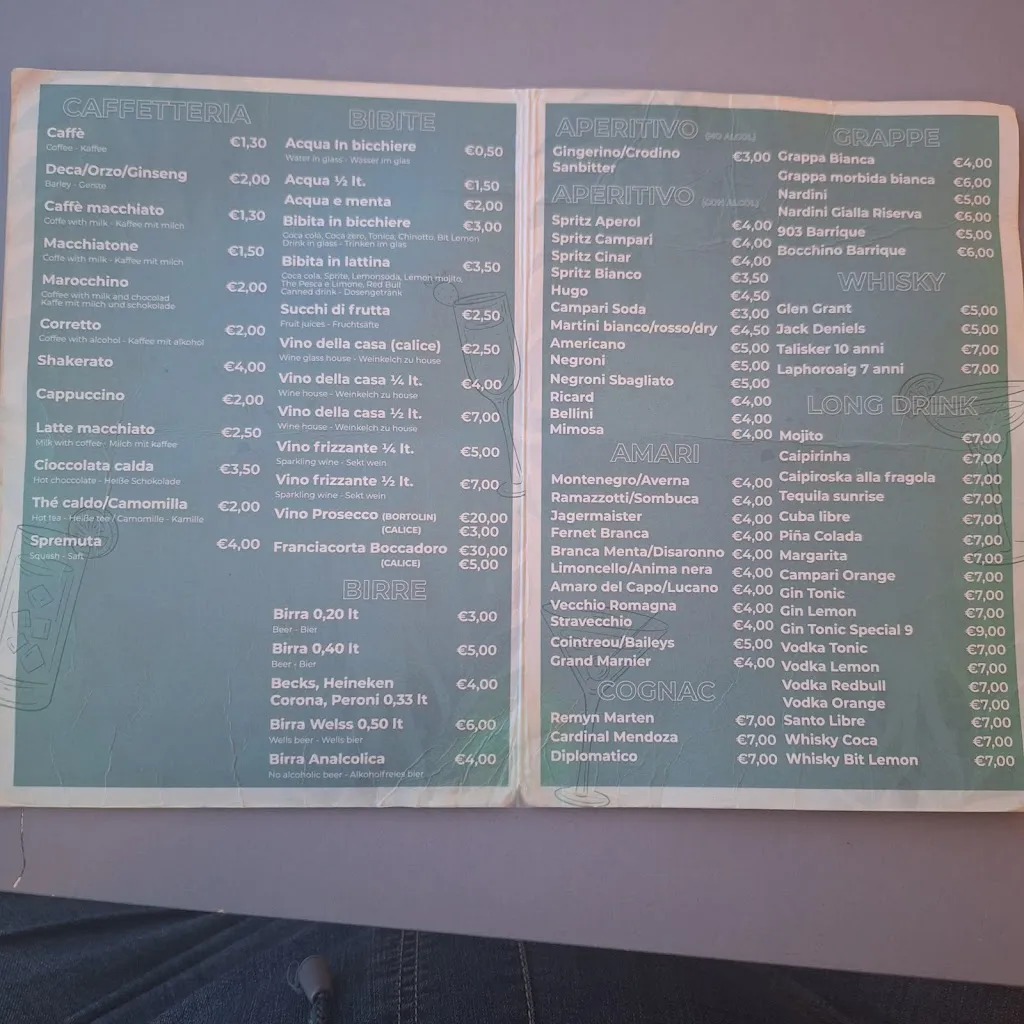 CAFFETTERIA
Caffè €1,30
Coffee - Kaffee
Deca/Orzo/Ginseng €2,00
Barley - Gerste
Caffè macchiato €1,30
Coffe with milk - Kaffee mit milch
Macchiatone €1,50
Coffe with milk - Kaffee mit milch
Marocchino €2,00
Coffee with milk and chocolad
Kaffe mit milch und schokolade
Corretto €2,00
Coffee with alcohol - Kaffee mit alkohol
Shakerato €4,00
Cappuccino €2,00
Latte macchiato €2,50
Milk with coffee - Milch mit kaffee
Cioccolata calda €3,50
Hot choccolate - Heiße Schokolade
Thé caldo/Camomilla €2,00
Hot tea - Heiße tee / Camomille - Kamille
Spremuta €4,00
Squash - Saft
BIBITE
Acqua In bicchiere €0,50
Warer in glass - Wasser im glas
Acqua ½ lt. €1,50
Acqua e menta €2,00
Bibita in bicchiere €3,00
Coca cola, Coca zero, Tonica, Chinotto, Bit Lemon
Drink in glass - Trinken im glas
Bibita in lattina €3,50
Coca cola, Sprite, Lemonsoda, Lemon mojito,
The Pesca e Limone, Red Bull
Canned drink - Dosengetränk
Succhi di frutta €2,50
Fruit juices - Fruchtsäfte
Vino della casa (calice) €2,50
Wine glass house - Weinkelch zu house
Vino della casa ¼ lt. €4,00
Wine house - Weinkelch zu house
Vino della casa ½ lt. €7,00
Wine house - Weinkelch zu house
Vino frizzante ¼ lt. €5,00
Sparkling wine - Sekt wein
Vino frizzante ½ lt. €7,00
Sparkling wine - Sekt wein
Vino Prosecco (BORTOLIN) €20,00
(CALICE) €3,00
Franciacorta Boccadoro €30,00
(CALICE) €5,00
BIRRE
Birra 0,20 lt €3,00
Beer - Bier
Birra 0,40 lt €5,00
Beer - Bier
Becks, Heineken €4,00
Corona, Peroni 0,33 lt
Birra Welss 0,50 lt €6,00
Wells beer - Wells bier
Birra Analcolica €4,00
No alcoholic beer - Alkoholfreies bier
APERITIVO (NO ALCOL)
Gingerino/Crodino €3,00
Sanbitter
APERITIVO (CON ALCOL)
Spritz Aperol €4,00
Spritz Campari €4,00
Spritz Cinar €4,00
Spritz Bianco €3,50
Hugo €4,50
Campari Soda €3,00
Martini bianco/rosso/dry €4,50
Americano €5,00
Negroni €5,00
Negroni Sbagliato €5,00
Ricard €4,00
Bellini €4,00
Mimosa €4,00
AMARI
Montenegro/Averna €4,00
Ramazzotti/Sombuca €4,00
Jagermaister €4,00
Fernet Branca €4,00
Branca Menta/Disaronno €4,00
Limoncello/Anima nera €4,00
Amaro del Capo/Lucano €4,00
Vecchio Romagna €4,00
Stravecchio €4,00
Cointreou/Baileys €5,00
Grand Marnier €4,00
COGNAC
Remyn Marten €7,00
Cardinal Mendoza €7,00
Diplomatico €7,00
GRAPPE
Grappa Bianca €4,00
Grappa morbida bianca €6,00
Nardini €5,00
Nardini Gialla Riserva €6,00
903 Barrique €5,00
Bocchino Barrique €6,00
WHISKY
Glen Grant €5,00
Jack Deniels €5,00
Talisker 10 anni €7,00
Laphoroaig 7 anni €7,00
LONG DRINK
Mojito €7,00
Caipirinha €7,00
Caipiroska alla fragola €7,00
Tequila sunrise €7,00
Cuba libre €7,00
Piña Colada €7,00
Margarita €7,00
Campari Orange €7,00
Gin Tonic €7,00
Gin Lemon €7,00
Gin Tonic Special 9 €9,00
Vodka Tonic €7,00
Vodka Lemon €7,00
Vodka Redbull €7,00
Vodka Orange €7,00
Santo Libre €7,00
Whisky Coca €7,00
Whisky Bit Lemon €7,00